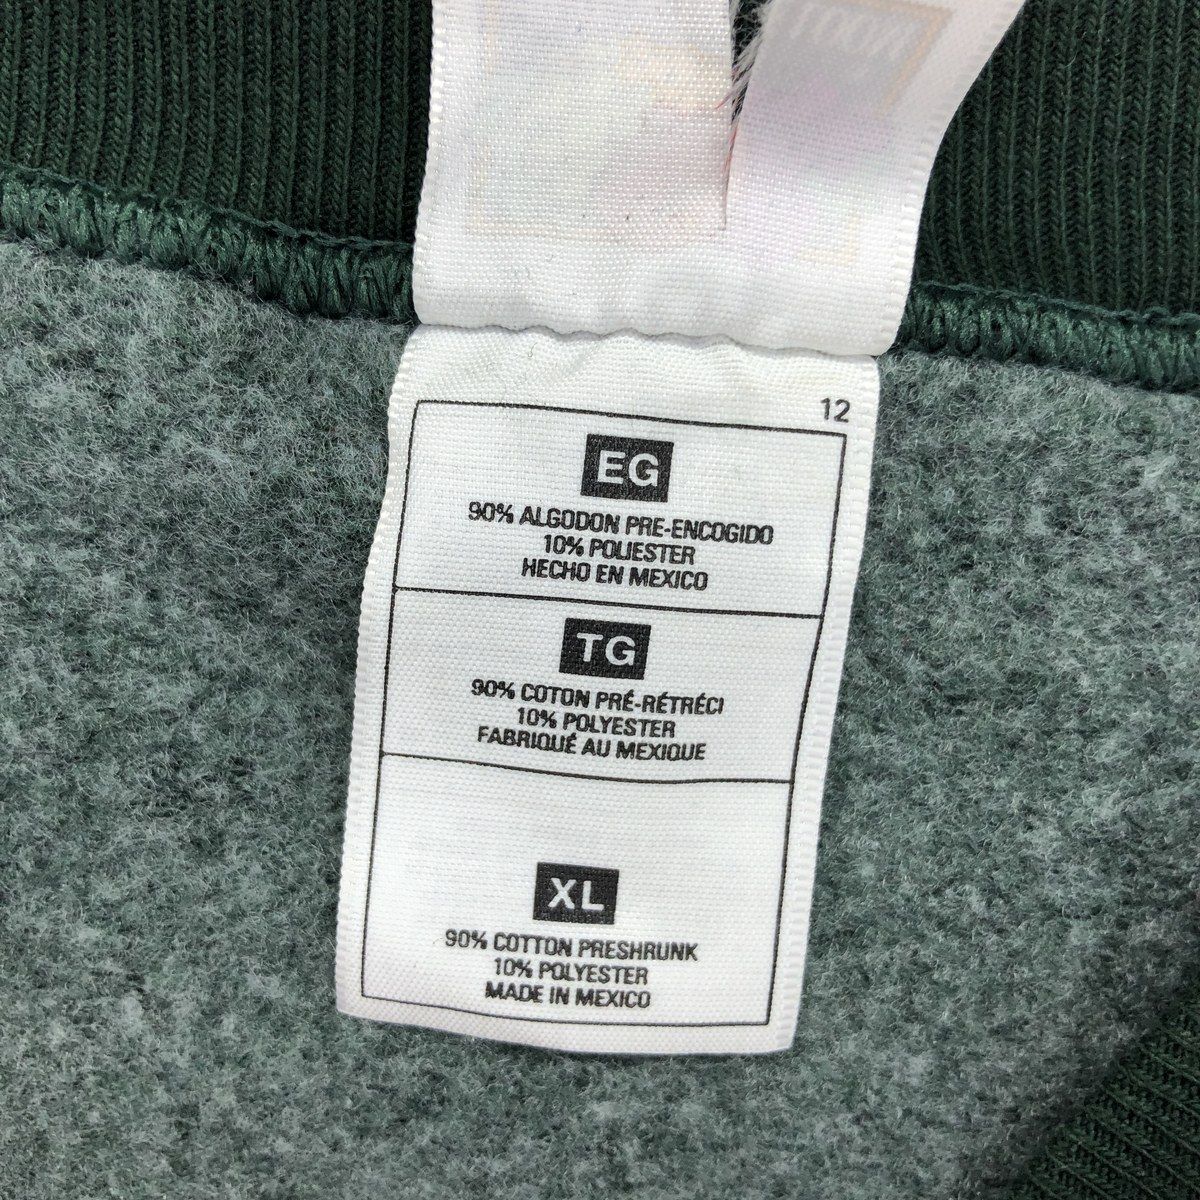 12
EG
90% ALGODON PRE-ENCOGIDO
10% POLIESTER
HECHO EN MEXICO
TG
90% COTON PRÉ-RÉTRÉCI
10% POLYESTER
FABRIQUÉ AU MEXIQUE
XL
90% COTTON PRESHRUNK
10% POLYESTER
MADE IN MEXICO